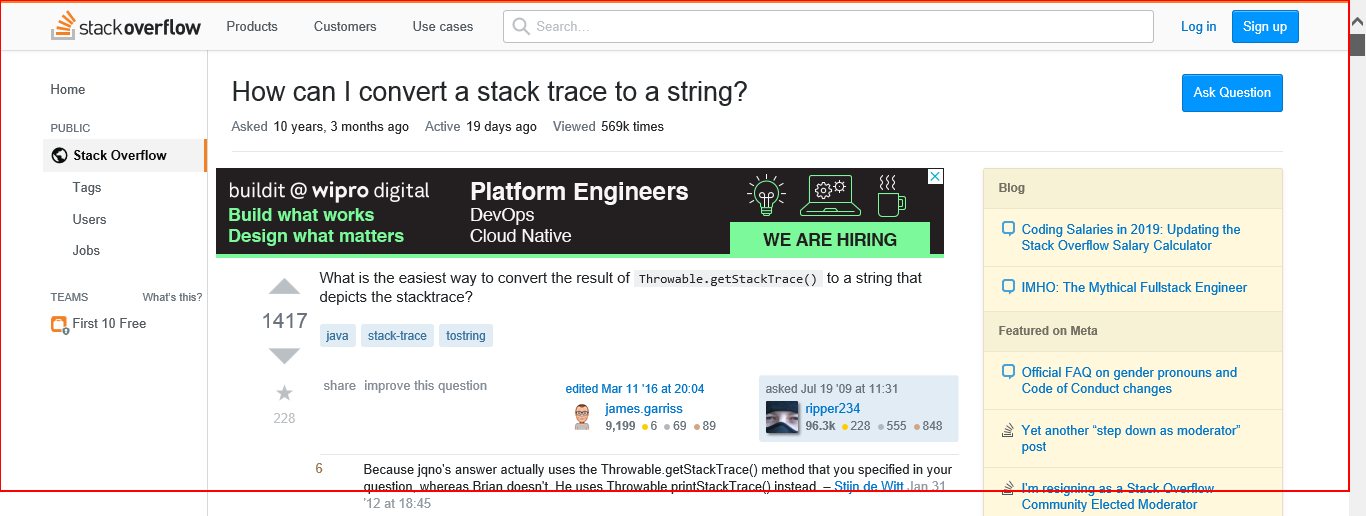 stackoverflow Products Customers Use cases Search... Log in Sign up
Home
PUBLIC
Stack Overflow
Tags
Users
Jobs
TEAMS What's this?
First 10 Free
How can I convert a stack trace to a string?
Ask Question
Asked 10 years, 3 months ago Active 19 days ago Viewed 569k times
buildit @ wipro digital
Build what works
Design what matters
Platform Engineers
DevOps
Cloud Native
WE ARE HIRING
1417
228
What is the easiest way to convert the result of Throwable.getStackTrace() to a string that
depicts the stacktrace?
java stack-trace tostring
share improve this question
edited Mar 11 '16 at 20:04
james.garriss
9,199 6 69 89
asked Jul 19 '09 at 11:31
ripper234
96.3k 228 555 848
6
Because jqno's answer actually uses the Throwable.getStackTrace() method that you specified in your
question, whereas Brian doesn't. He uses Throwable.printStackTrace() instead. – Stijn de Witt Jan 31
'12 at 18:45
Blog
Coding Salaries in 2019: Updating the
Stack Overflow Salary Calculator
IMHO: The Mythical Fullstack Engineer
Featured on Meta
Official FAQ on gender pronouns and
Code of Conduct changes
Yet another “step down as moderator”
post
I'm resigning as a Stack Overflow
Community Elected Moderator